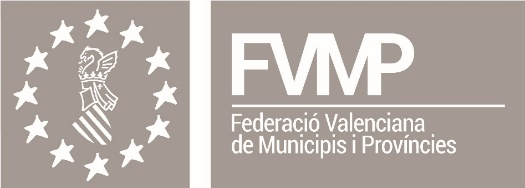 FVMP
Federació Valenciana
de Municipis i Províncies